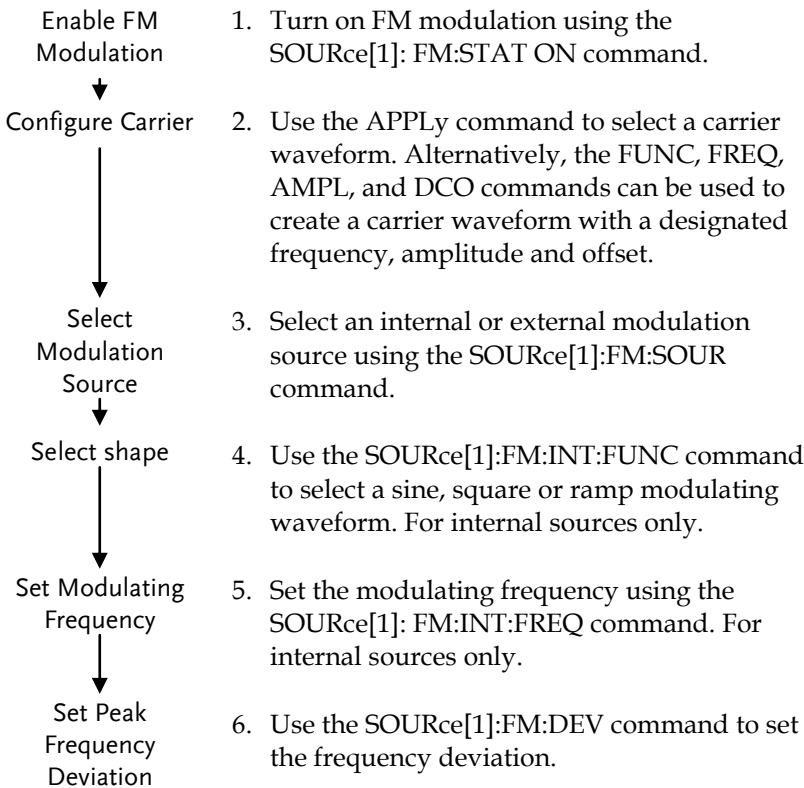 Enable FM
Modulation
1. Turn on FM modulation using the
SOURce[1]: FM:STAT ON command.
Configure Carrier
2. Use the APPLy command to select a carrier
waveform. Alternatively, the FUNC, FREQ,
AMPL, and DCO commands can be used to
create a carrier waveform with a designated
frequency, amplitude and offset.
Select
Modulation
Source
3. Select an internal or external modulation
source using the SOURce[1]:FM:SOUR
command.
Select shape
4. Use the SOURce[1]:FM:INT:FUNC command
to select a sine, square or ramp modulating
waveform. For internal sources only.
Set Modulating
Frequency
5. Set the modulating frequency using the
SOURce[1]: FM:INT:FREQ command. For
internal sources only.
Set Peak
Frequency
Deviation
6. Use the SOURce[1]:FM:DEV command to set
the frequency deviation.